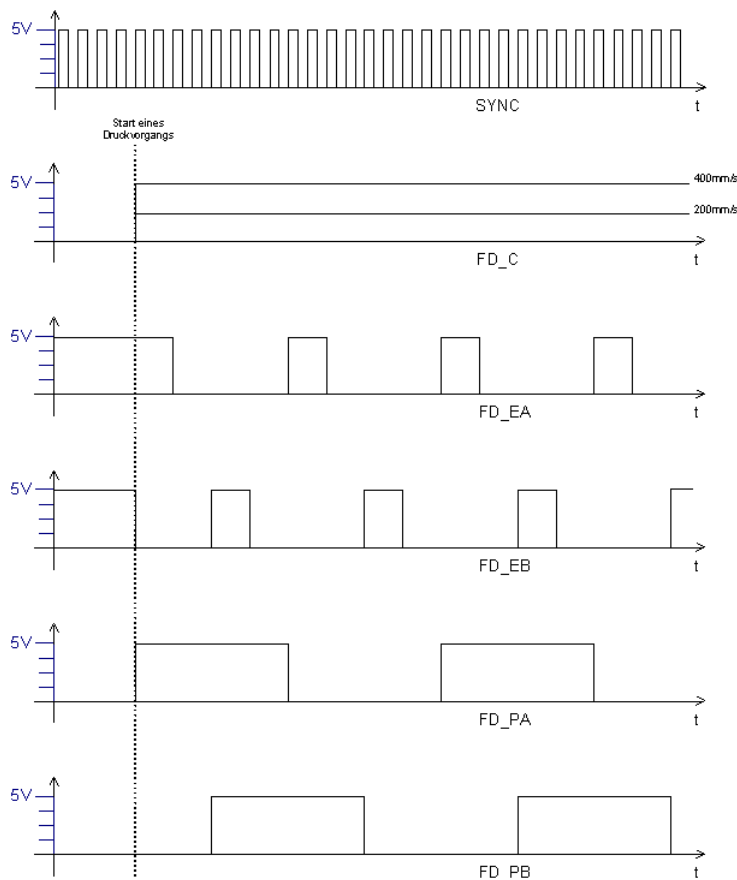 5V
SYNC t
Start eines
Druckvorgangs
5V 400mm/s
200mm/s
FD_C t
5V
FD_EA t
5V
FD_EB t
5V
FD_PA t
5V
FD_PB t